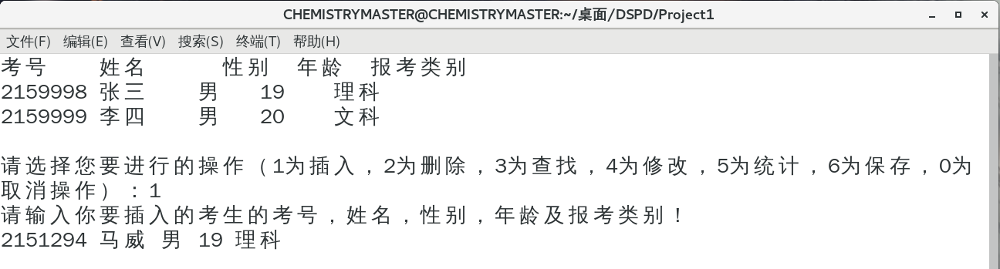 CHEMISTRYMASTER@CHEMISTRYMASTER:~/桌面/DSPD/Project1
文件(F) 编辑(E) 查看(V) 搜索(S) 终端(T) 帮助(H)
考号 姓名 性别 年龄 报考类别
2159998 张三 男 19 理科
2159999 李四 男 20 文科
请选择您要进行的操作（1为插入，2为删除，3为查找，4为修改，5为统计，6为保存，0为
取消操作）：1
请输入你要插入的考生的考号，姓名，性别，年龄及报考类别！
2151294 马威 男 19 理科